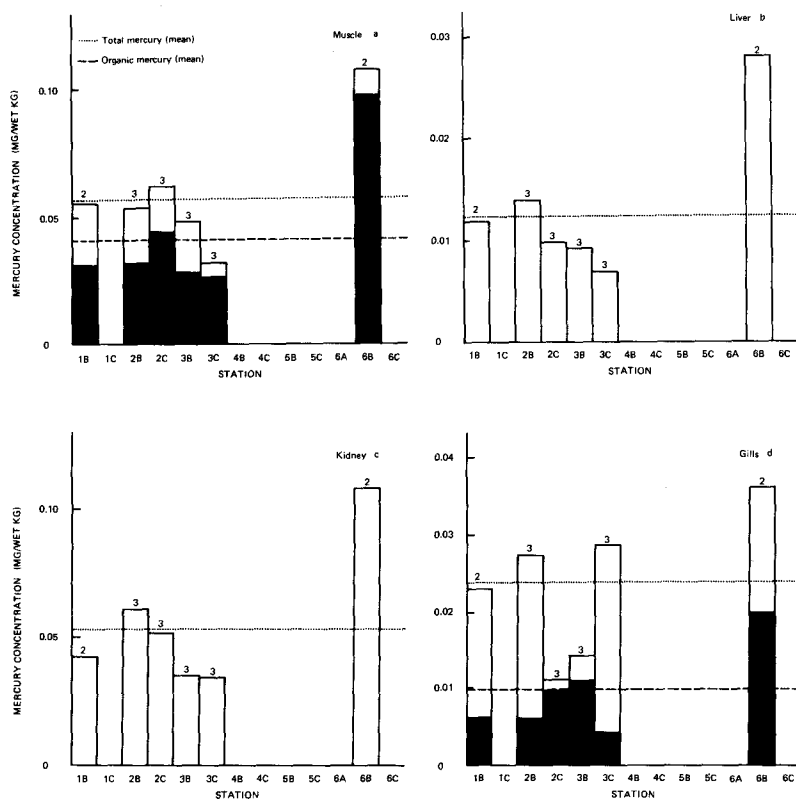 Muscle a
Total mercury (mean)
Organic mercury (mean)
MERCURY CONCENTRATION (MG/WET KG)
0.10
0.05
0
2
3
3
3
3
2
1B 1C 2B 2C 3B 3C 4B 4C 5B 5C 6A 6B 6C
STATION
Liver b
0.03
0.02
0.01
0
2
3
3
3
3
2
1B 1C 2B 2C 3B 3C 4B 4C 5B 5C 6A 6B 6C
STATION
Kidney c
MERCURY CONCENTRATION (MG/WET KG)
0.10
0.05
0
2
3
3
3
3
2
1B 1C 2B 2C 3B 3C 4B 4C 5B 5C 6A 6B 6C
STATION
Gills d
0.04
0.03
0.02
0.01
0
2
3
3
3
3
2
1B 1C 2B 2C 3B 3C 4B 4C 5B 5C 6A 6B 6C
STATION